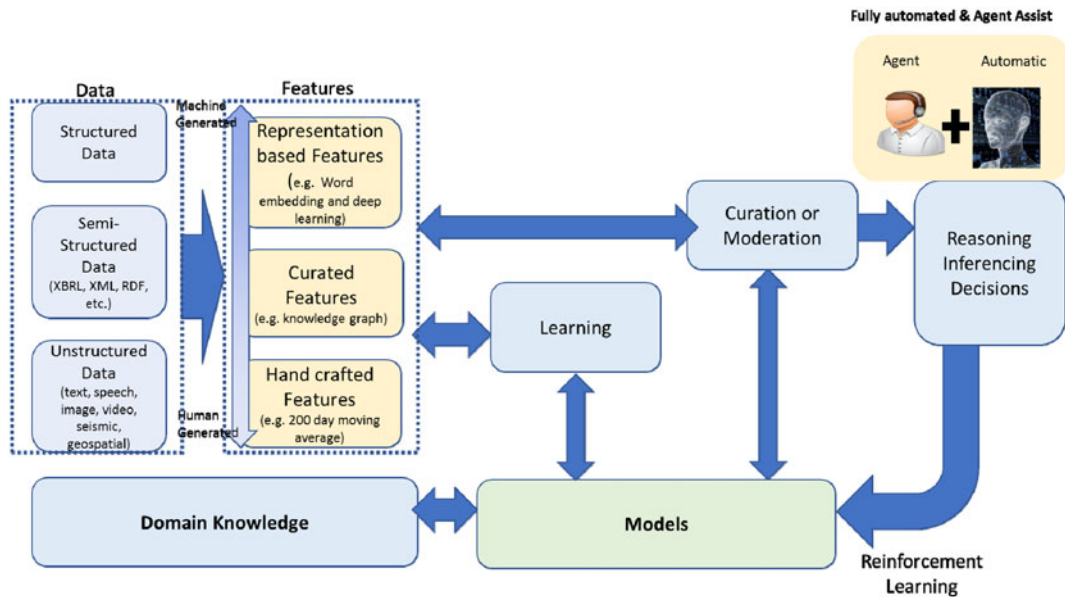 Fully automated & Agent Assist
Agent
Automatic
Data
Features
Machine
Generated
Structured
Data
Semi-
Structured
Data
(XBRL, XML, RDF,
etc.)
Unstructured
Data
(text, speech,
image, video,
seismic,
geospatial)
Human
Generated
Representation
based Features
(e.g. Word
embedding and deep
learning)
Curated
Features
(e.g. knowledge graph)
Hand crafted
Features
(e.g. 200 day moving
average)
Learning
Curation or
Moderation
Reasoning
Inferencing
Decisions
Domain Knowledge
Models
Reinforcement
Learning